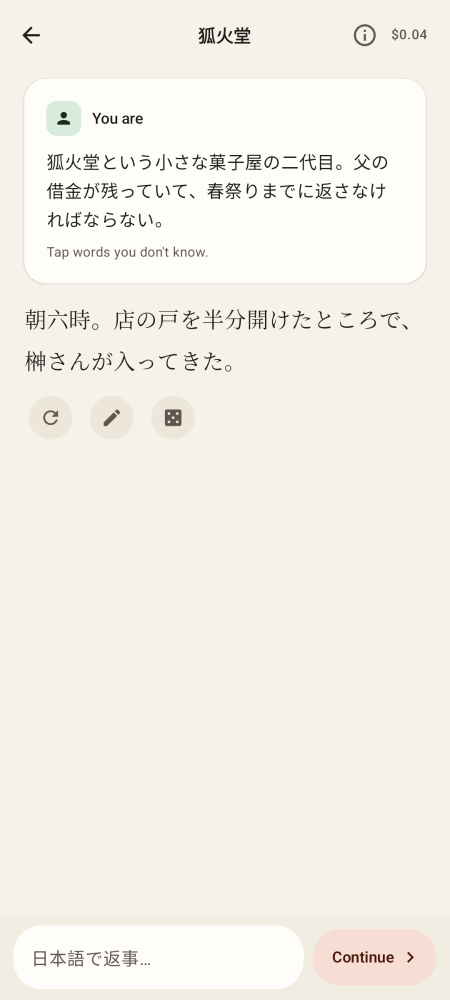 狐火堂
$0.04
You are
狐火堂という小さな菓子屋の二代目。父の
借金が残っていて、春祭りまでに返さなけ
ればならない。
Tap words you don't know.
朝六時。店の戸を半分開けたところで、
榊さんが入ってきた。
日本語で返事…
Continue